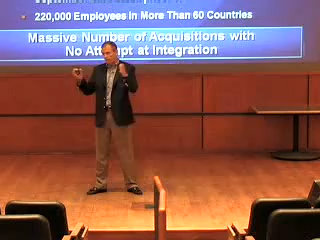 220,000 Employees in More Than 60 Countries
Massive Number of Acquisitions with
No Attempt at Integration